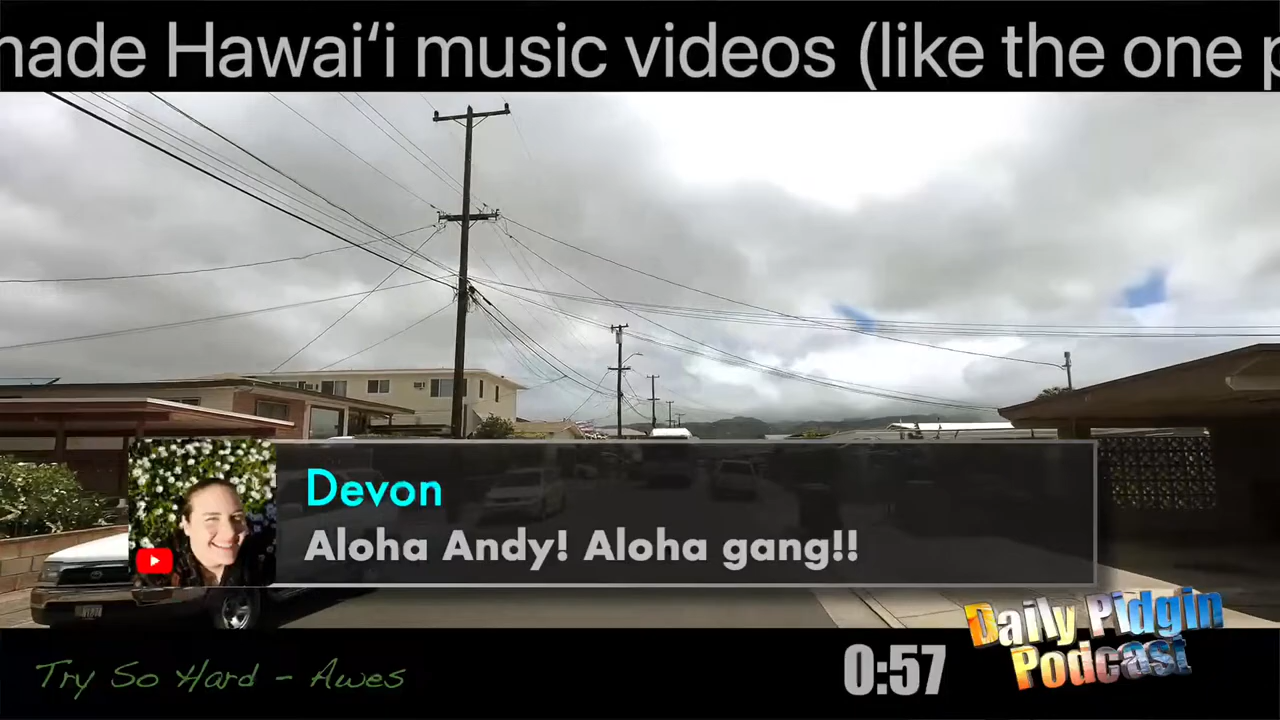 made Hawaiʻi music videos (like the one p
Devon
Aloha Andy! Aloha gang!!
Try So Hard - Awes
0:57
Daily Pidgin
Podcast